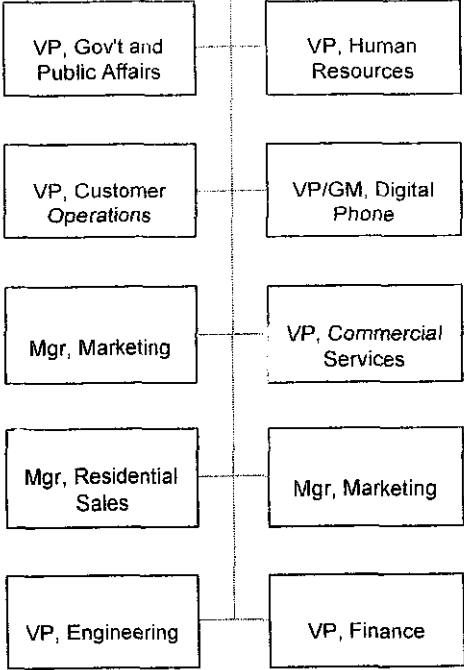 VP, Gov't and
Public Affairs
VP, Human
Resources
VP, Customer
Operations
VP/GM, Digital
Phone
Mgr, Marketing
VP, Commercial
Services
Mgr, Residential
Sales
Mgr, Marketing
VP, Engineering
VP, Finance